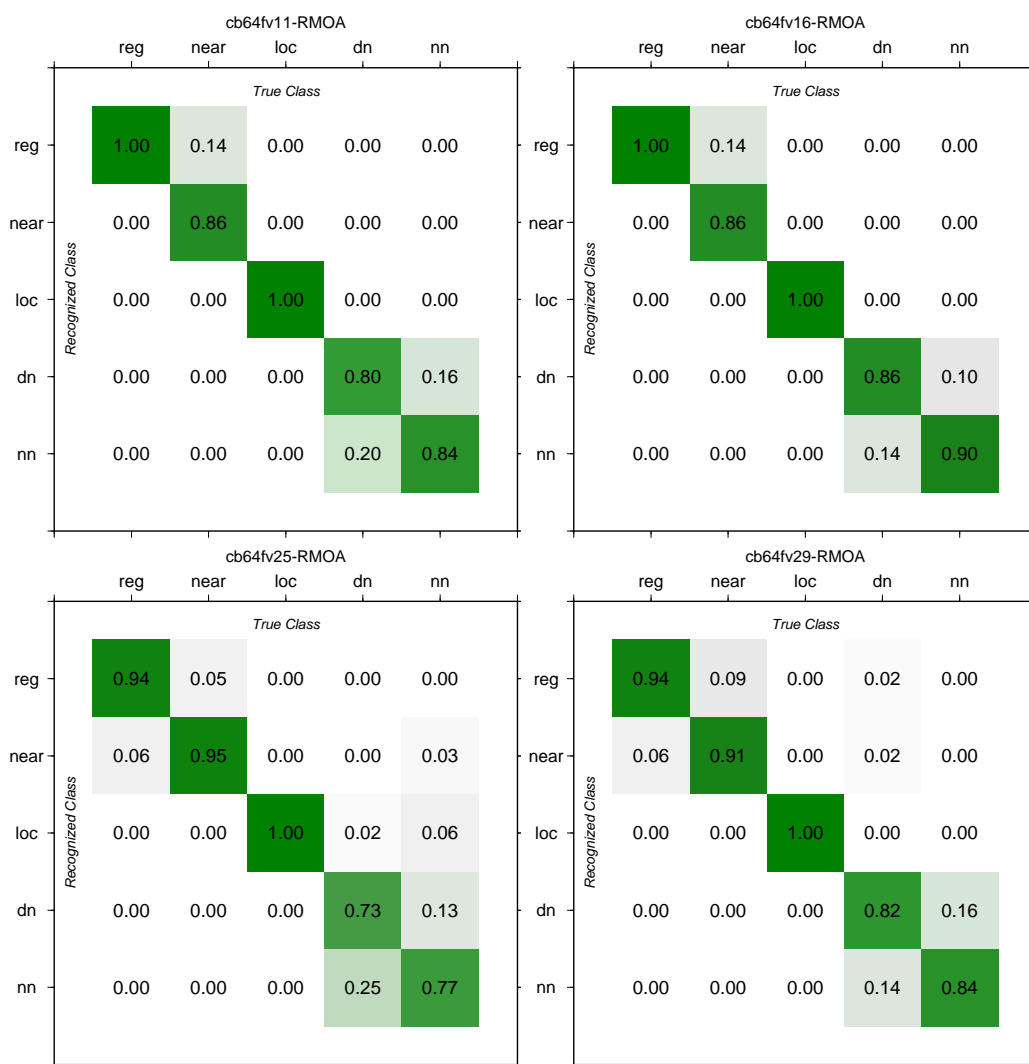 cb64fv11-RMOA
reg near loc dn nn
True Class
Recognized Class
reg 1.00 0.14 0.00 0.00 0.00
near 0.00 0.86 0.00 0.00 0.00
loc 0.00 0.00 1.00 0.00 0.00
dn 0.00 0.00 0.00 0.80 0.16
nn 0.00 0.00 0.00 0.20 0.84
cb64fv16-RMOA
reg near loc dn nn
True Class
Recognized Class
reg 1.00 0.14 0.00 0.00 0.00
near 0.00 0.86 0.00 0.00 0.00
loc 0.00 0.00 1.00 0.00 0.00
dn 0.00 0.00 0.00 0.86 0.10
nn 0.00 0.00 0.00 0.14 0.90
cb64fv25-RMOA
reg near loc dn nn
True Class
Recognized Class
reg 0.94 0.05 0.00 0.00 0.00
near 0.06 0.95 0.00 0.00 0.03
loc 0.00 0.00 1.00 0.02 0.06
dn 0.00 0.00 0.00 0.73 0.13
nn 0.00 0.00 0.00 0.25 0.77
cb64fv29-RMOA
reg near loc dn nn
True Class
Recognized Class
reg 0.94 0.09 0.00 0.02 0.00
near 0.06 0.91 0.00 0.02 0.00
loc 0.00 0.00 1.00 0.00 0.00
dn 0.00 0.00 0.00 0.82 0.16
nn 0.00 0.00 0.00 0.14 0.84